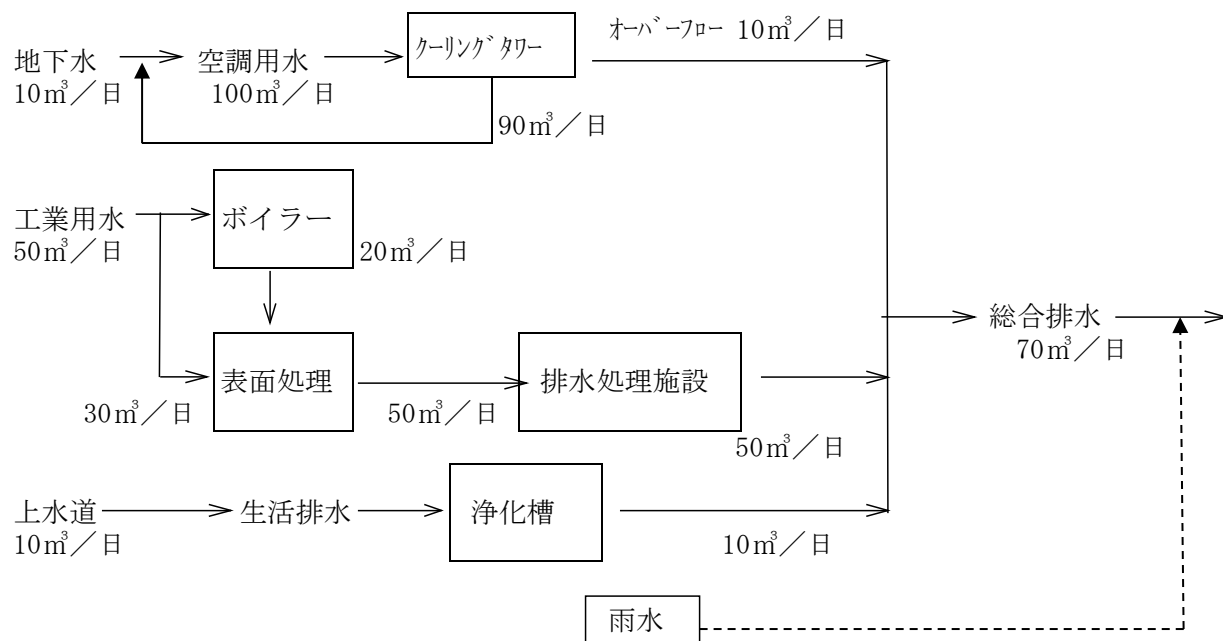 オーバーフロー 10㎥／日
クーリングタワー
地下水
空調用水
10㎥／日
100㎥／日
90㎥／日
工業用水
ボイラー
50㎥／日
20㎥／日
総合排水
70㎥／日
表面処理
排水処理施設
30㎥／日
50㎥／日
50㎥／日
上水道
生活排水
浄化槽
10㎥／日
10㎥／日
雨水